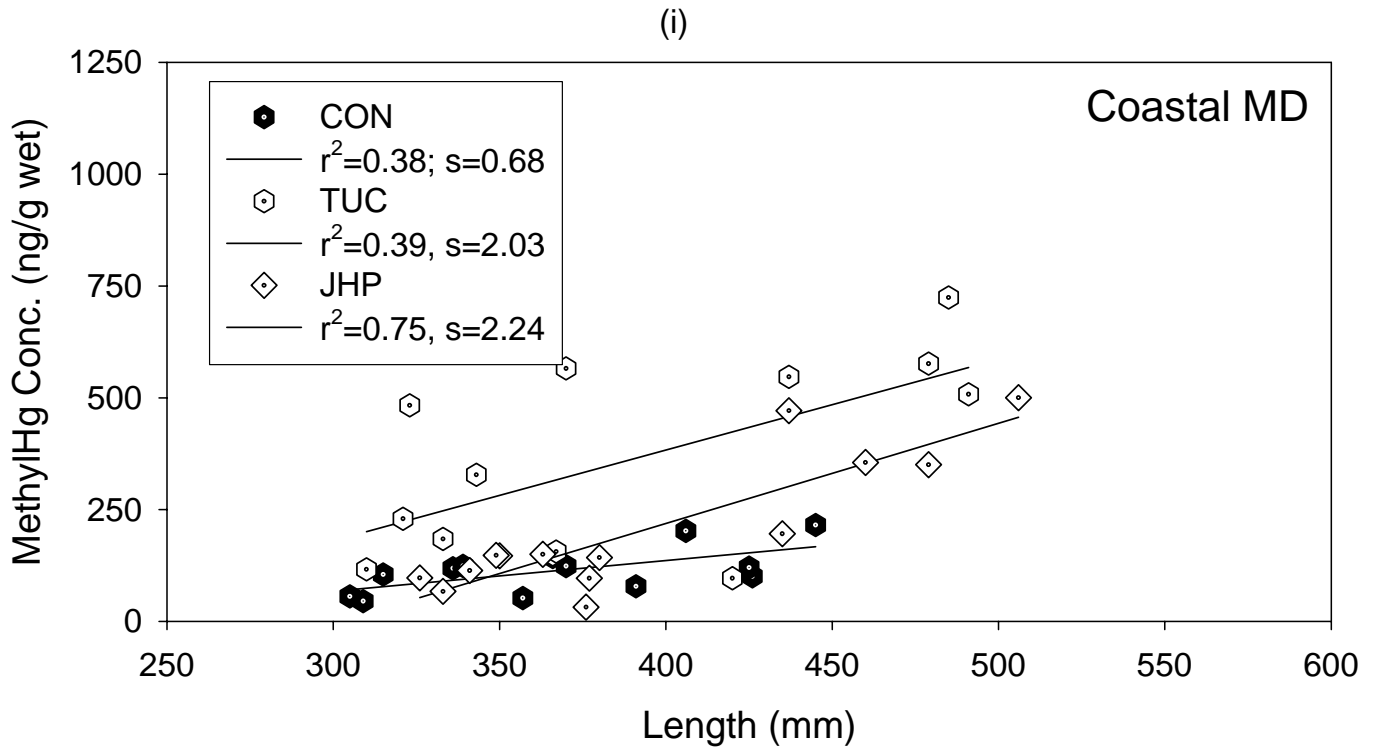 (i)
Coastal MD
MethylHg Conc. (ng/g wet)
1250
1000
750
500
250
0
CON
r²=0.38; s=0.68
TUC
r²=0.39, s=2.03
JHP
r²=0.75, s=2.24
250 300 350 400 450 500 550 600
Length (mm)